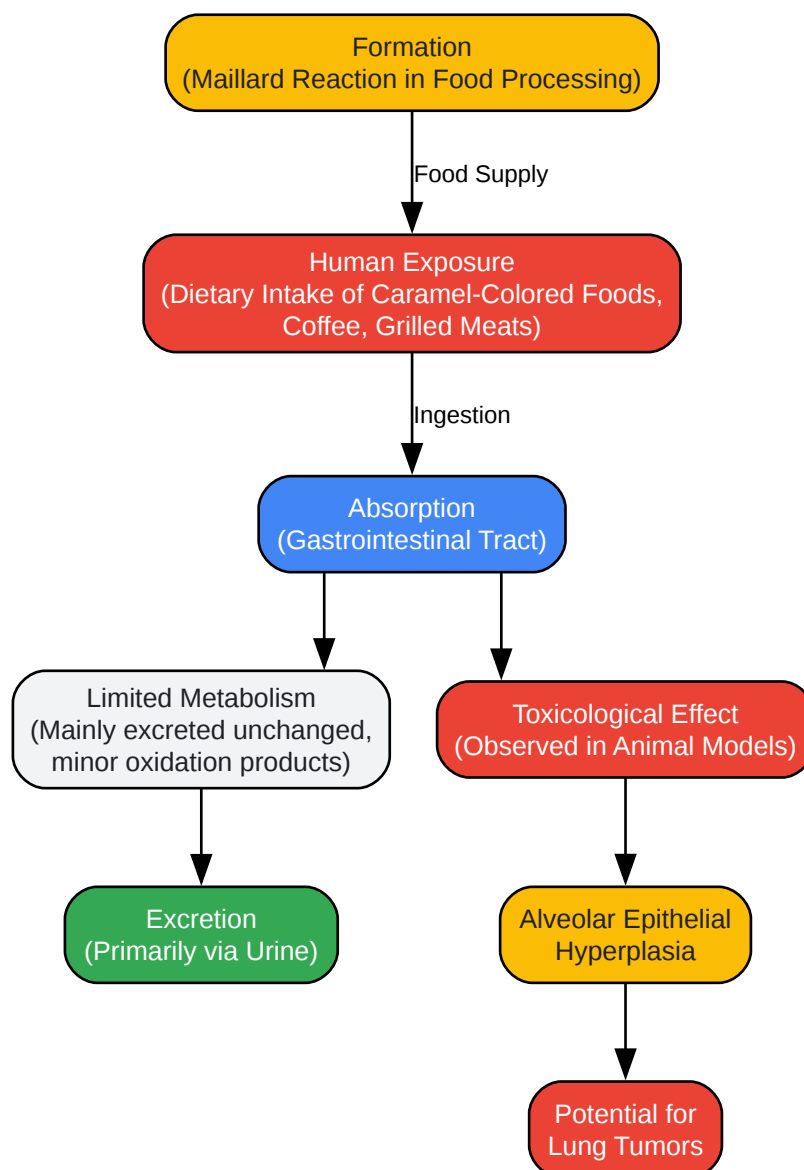 Formation
(Maillard Reaction in Food Processing)
Food Supply
Human Exposure
(Dietary Intake of Caramel-Colored Foods,
Coffee, Grilled Meats)
Ingestion
Absorption
(Gastrointestinal Tract)
Limited Metabolism
(Mainly excreted unchanged,
minor oxidation products)
Toxicological Effect
(Observed in Animal Models)
Excretion
(Primarily via Urine)
Alveolar Epithelial
Hyperplasia
Potential for
Lung Tumors